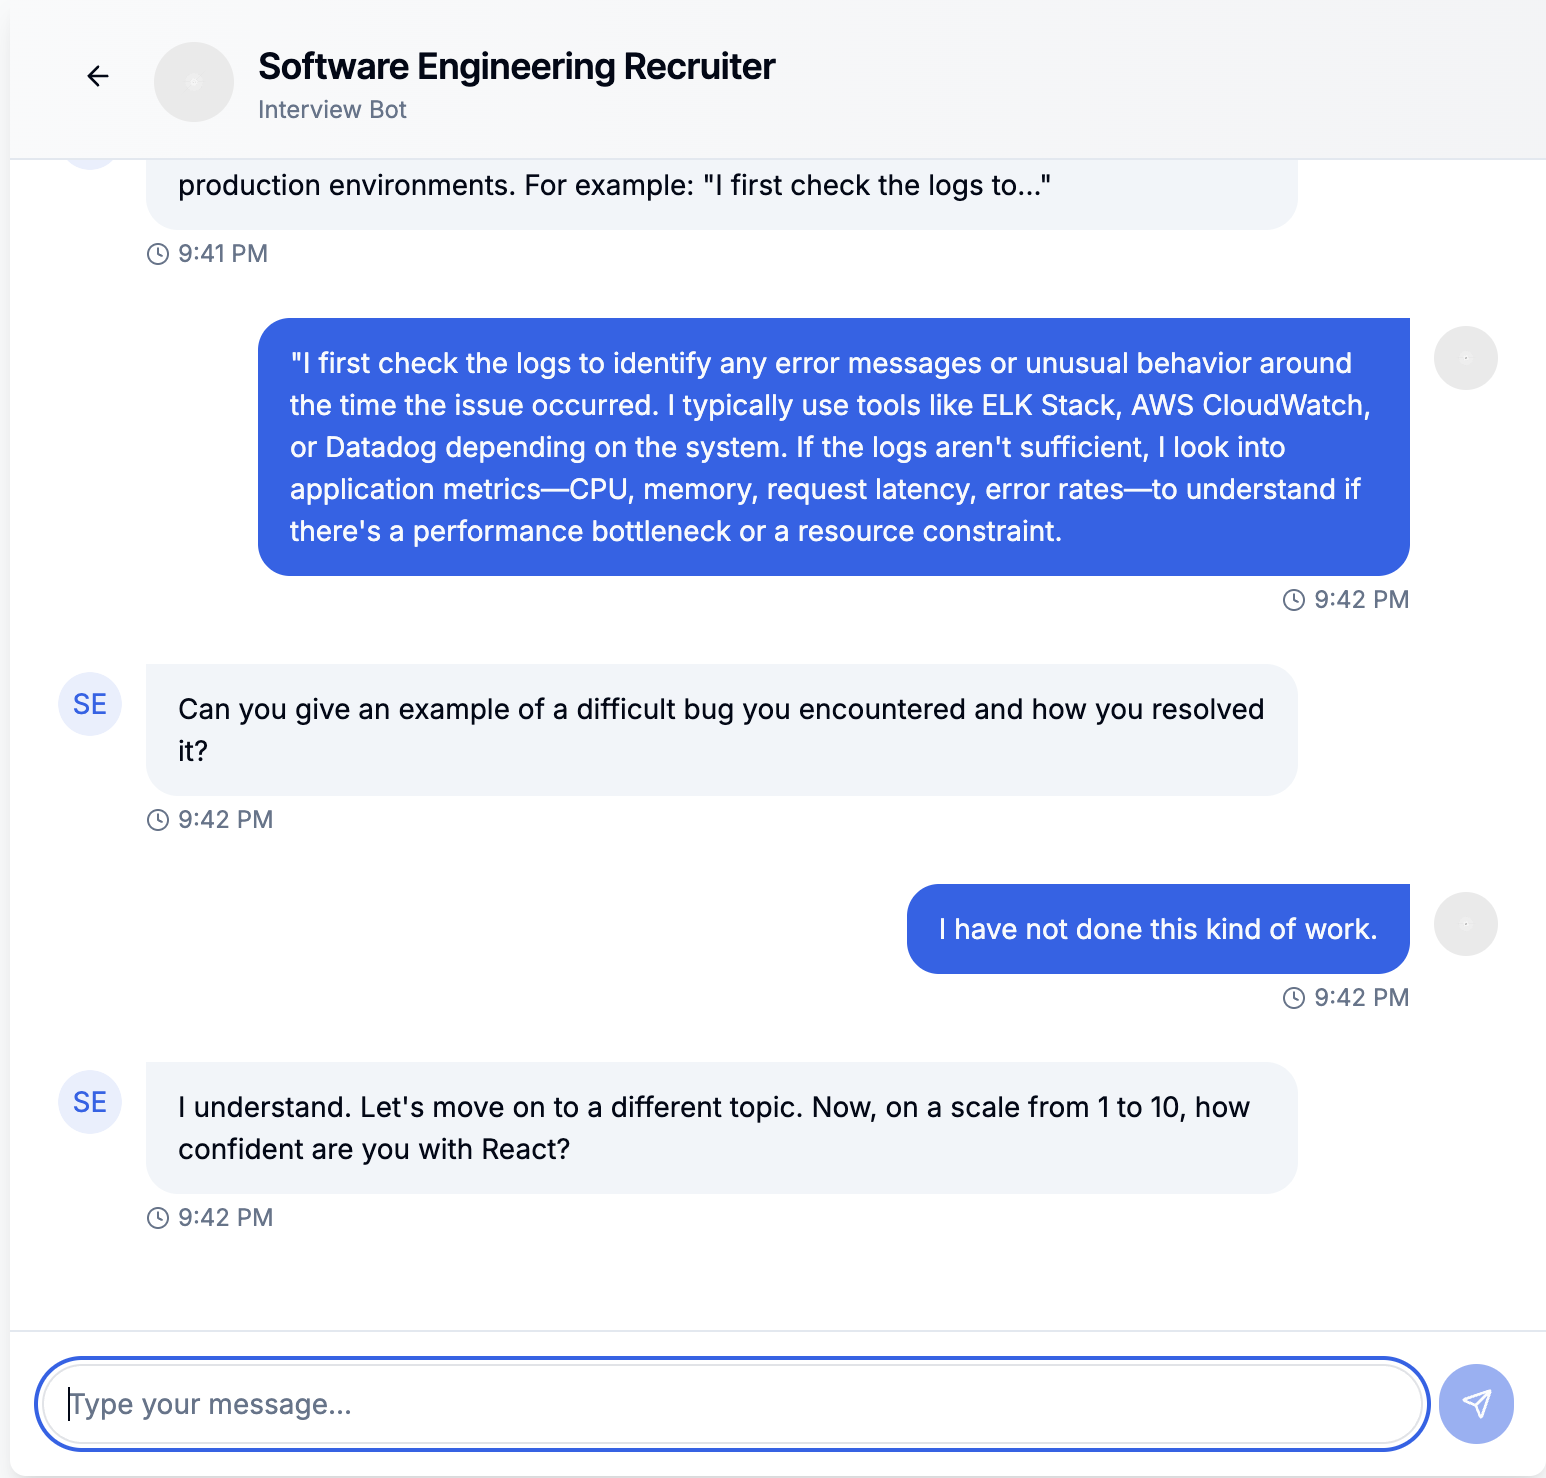 Software Engineering Recruiter
Interview Bot
production environments. For example: "I first check the logs to..."
9:41 PM
"I first check the logs to identify any error messages or unusual behavior around
the time the issue occurred. I typically use tools like ELK Stack, AWS CloudWatch,
or Datadog depending on the system. If the logs aren't sufficient, I look into
application metrics—CPU, memory, request latency, error rates—to understand if
there's a performance bottleneck or a resource constraint.
9:42 PM
SE
Can you give an example of a difficult bug you encountered and how you resolved
it?
9:42 PM
I have not done this kind of work.
9:42 PM
SE
I understand. Let's move on to a different topic. Now, on a scale from 1 to 10, how
confident are you with React?
9:42 PM
Type your message...